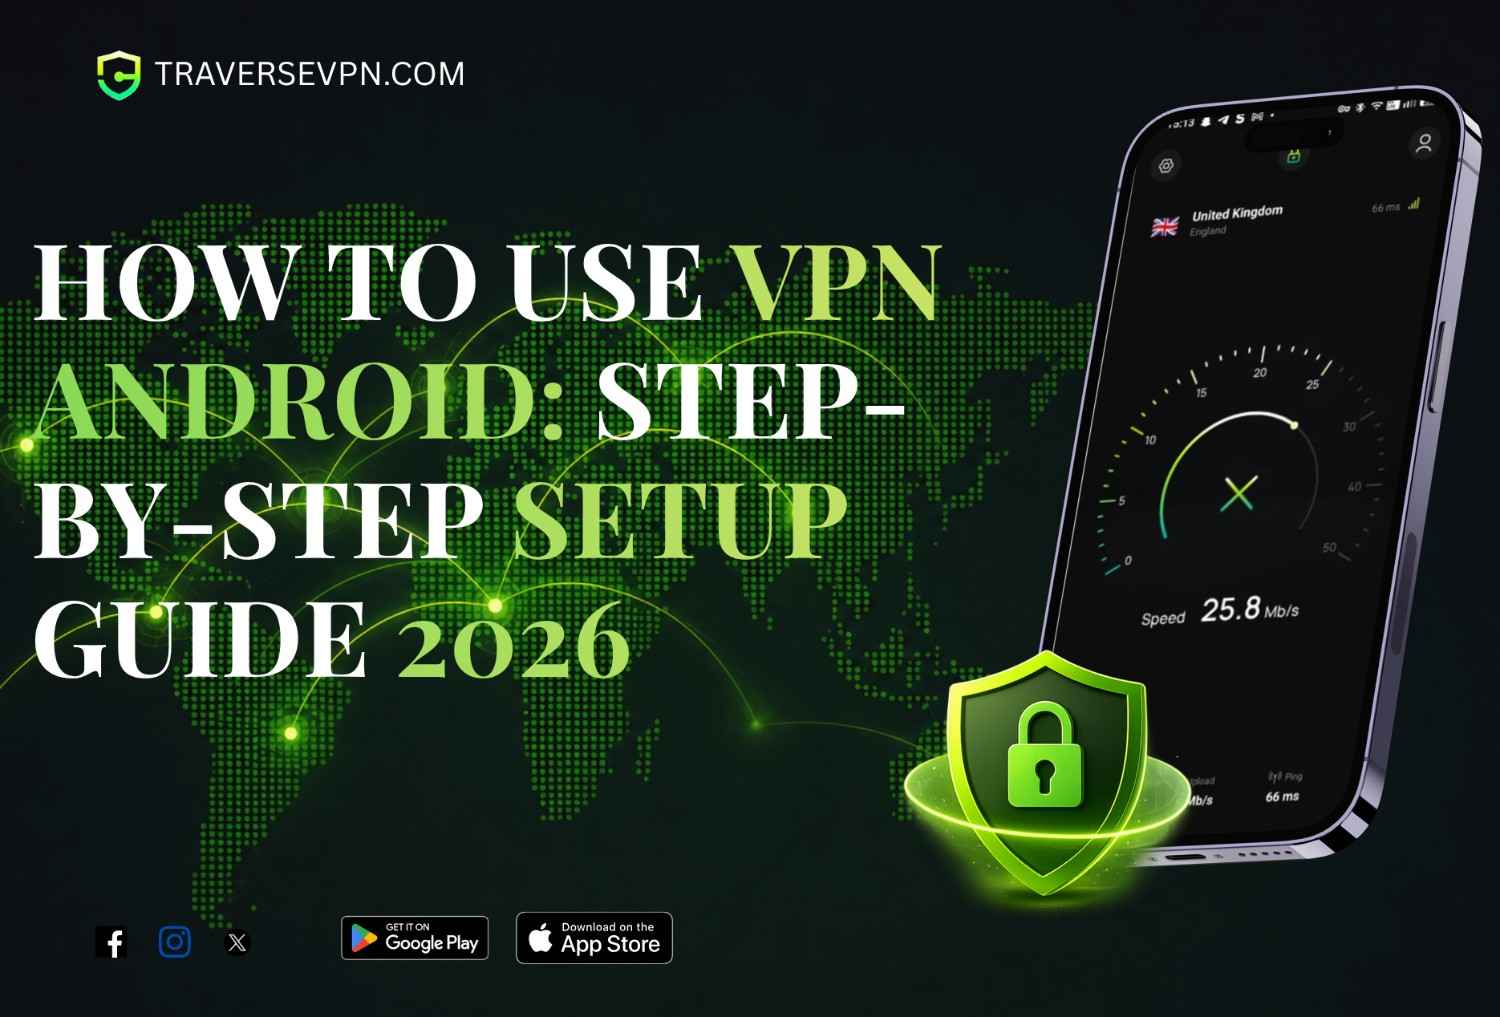 TRAVERSEVPN.COM
HOW TO USE VPN
ANDROID: STEP-
BY-STEP SETUP
GUIDE 2026
GET IT ON
Google Play
Download on the
App Store
:13
United Kingdom
England
66 ms
0
5
10
15
20
25
30
40
50
Speed 25.8 Mb/s
Ping
Mb/s
66 ms